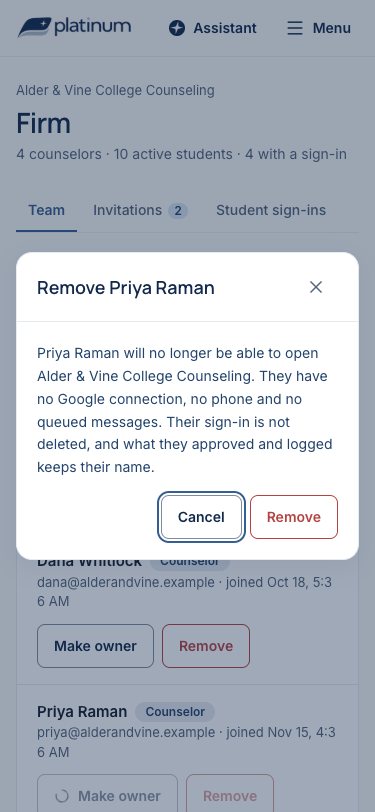 platinum
Assistant
Menu
Alder & Vine College Counseling
Firm
4 counselors · 10 active students · 4 with a sign-in
Team
Invitations 2
Student sign-ins
Remove Priya Raman
Priya Raman will no longer be able to open
Alder & Vine College Counseling. They have
no Google connection, no phone and no
queued messages. Their sign-in is not
deleted, and what they approved and logged
keeps their name.
Cancel
Remove
Dana Whitlock Counselor
dana@alderandvine.example · joined Oct 18, 5:3
6 AM
Make owner
Remove
Priya Raman Counselor
priya@alderandvine.example · joined Nov 15, 4:3
6 AM
Make owner
Remove